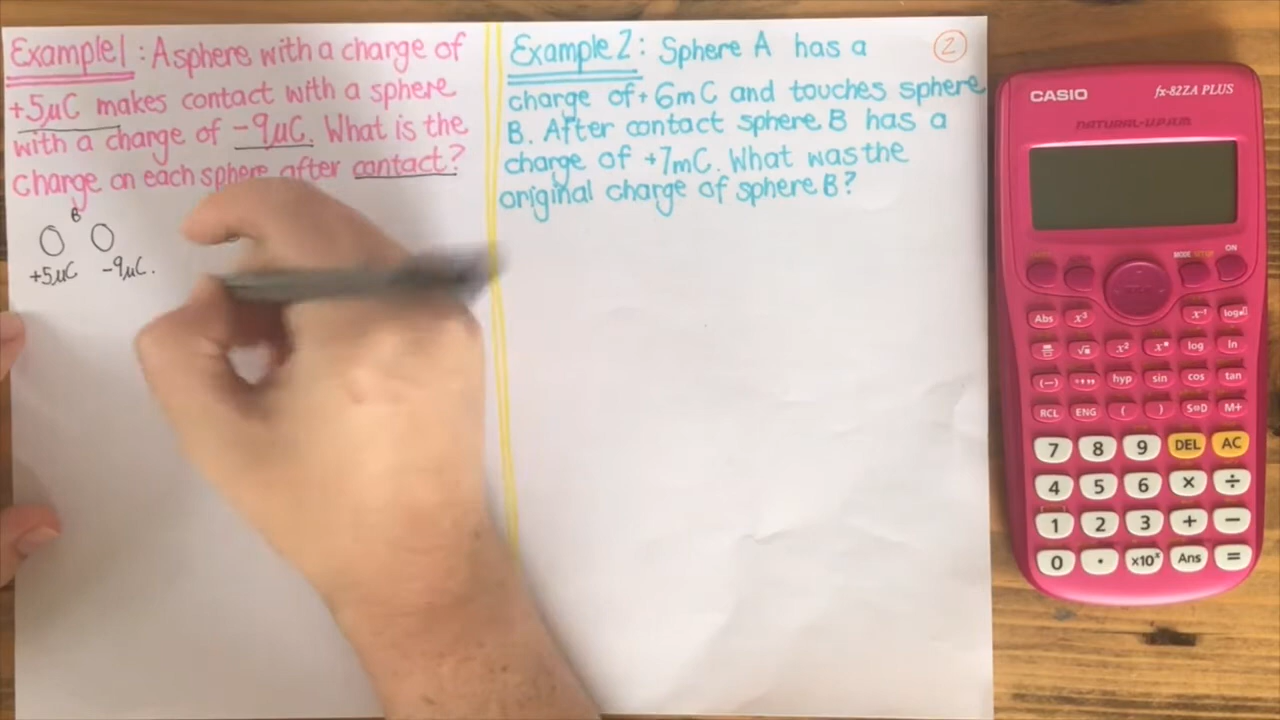 Example 1 : A sphere with a charge of
+5μC makes contact with a sphere
with a charge of -9μC. What is the
Charge on each sphere after contact?
B
+5μC -9μC.
Example 2 : Sphere A has a
2
charge of + 6mC and touches sphere
B. After contact sphere B has a
charge of +7mC. What was the
original charge of sphere B?
CASIO fx-82ZA PLUS
NATURAL-V.P.A.M.
MODE SETUP ON
Abs x³ x⁻¹ log
x² log ln
(−) hyp sin cos tan
RCL ENG ( ) S⇔D M+
7 8 9 DEL AC
4 5 6 × ÷
1 2 3 + −
0 • ×10ˣ Ans =